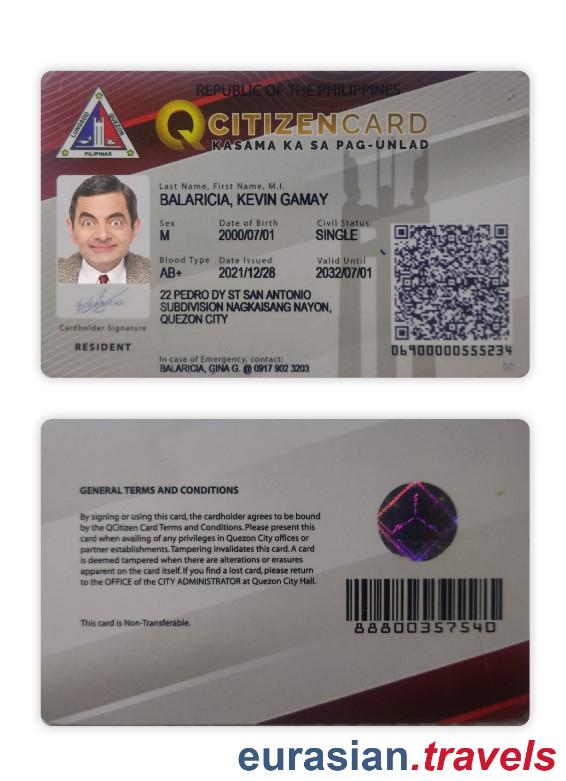 REPUBLIC OF THE PHILIPPINES
LUNGSOD QUEZON
PILIPINAS
QCITIZENCARD
KASAMA KA SA PAG-UNLAD
Last Name, First Name, M.I.
BALARICIA, KEVIN GAMAY
Sex Date of Birth Civil Status
M 2000/07/01 SINGLE
Blood Type Date Issued Valid Until
AB+ 2021/12/28 2032/07/01
22 PEDRO DY ST SAN ANTONIO
SUBDIVISION NAGKAISANG NAYON,
QUEZON CITY
Cardholder Signature
RESIDENT
06900000555234
In case of Emergency, contact:
BALARICIA, GINA G. @ 0917 902 3203
00
GENERAL TERMS AND CONDITIONS
By signing or using this card, the cardholder agrees to be bound
by the QCitizen Card Terms and Conditions. Please present this
card when availing of any privileges in Quezon City offices or
partner establishments. Tampering invalidates this card. A card
is deemed tampered when there are alterations or erasures
apparent on the card itself. If you find a lost card, please return
to the OFFICE of the CITY ADMINISTRATOR at Quezon City Hall.
This card is Non-Transferable.
88800357540
eurasian.travels